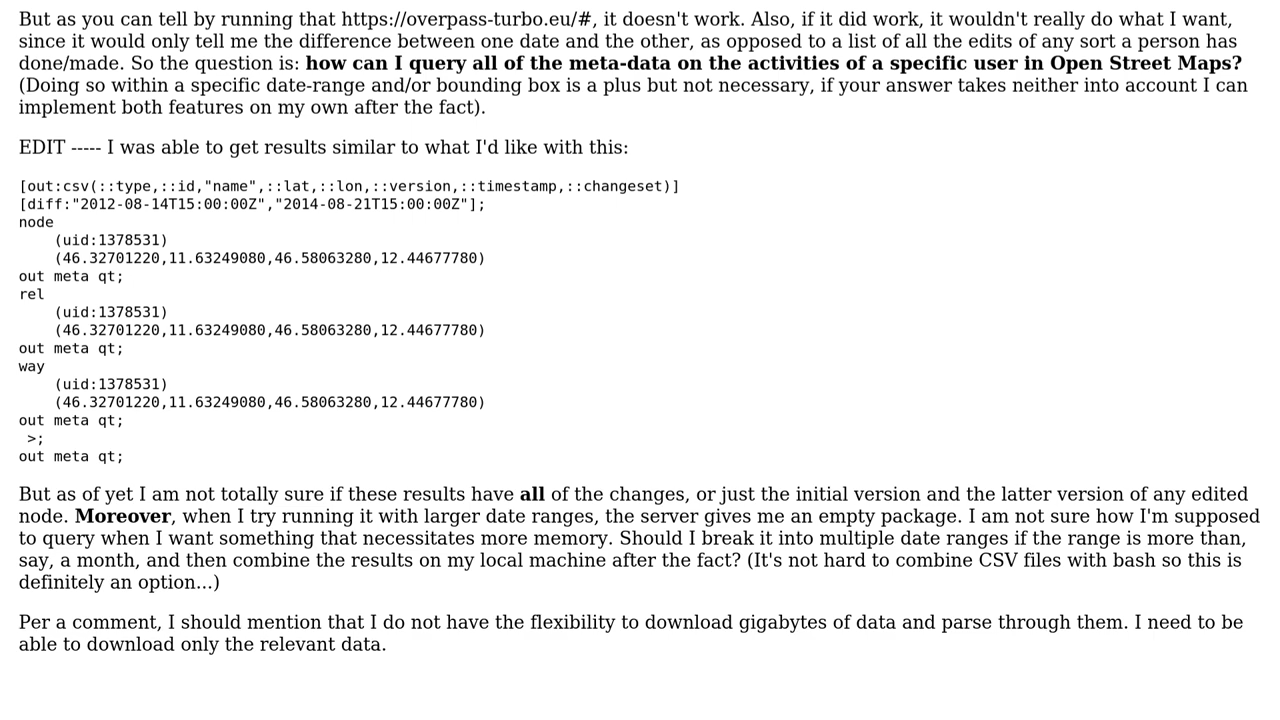 But as you can tell by running that https://overpass-turbo.eu/#, it doesn't work. Also, if it did work, it wouldn't really do what I want,
since it would only tell me the difference between one date and the other, as opposed to a list of all the edits of any sort a person has
done/made. So the question is: how can I query all of the meta-data on the activities of a specific user in Open Street Maps?
(Doing so within a specific date-range and/or bounding box is a plus but not necessary, if your answer takes neither into account I can
implement both features on my own after the fact).
EDIT ----- I was able to get results similar to what I'd like with this:
[out:csv(::type,::id,"name",::lat,::lon,::version,::timestamp,::changeset)]
[diff:"2012-08-14T15:00:00Z","2014-08-21T15:00:00Z"];
node
    (uid:1378531)
    (46.32701220,11.63249080,46.58063280,12.44677780)
out meta qt;
rel
    (uid:1378531)
    (46.32701220,11.63249080,46.58063280,12.44677780)
out meta qt;
way
    (uid:1378531)
    (46.32701220,11.63249080,46.58063280,12.44677780)
out meta qt;
 >;
out meta qt;
But as of yet I am not totally sure if these results have all of the changes, or just the initial version and the latter version of any edited
node. Moreover, when I try running it with larger date ranges, the server gives me an empty package. I am not sure how I'm supposed
to query when I want something that necessitates more memory. Should I break it into multiple date ranges if the range is more than,
say, a month, and then combine the results on my local machine after the fact? (It's not hard to combine CSV files with bash so this is
definitely an option...)
Per a comment, I should mention that I do not have the flexibility to download gigabytes of data and parse through them. I need to be
able to download only the relevant data.